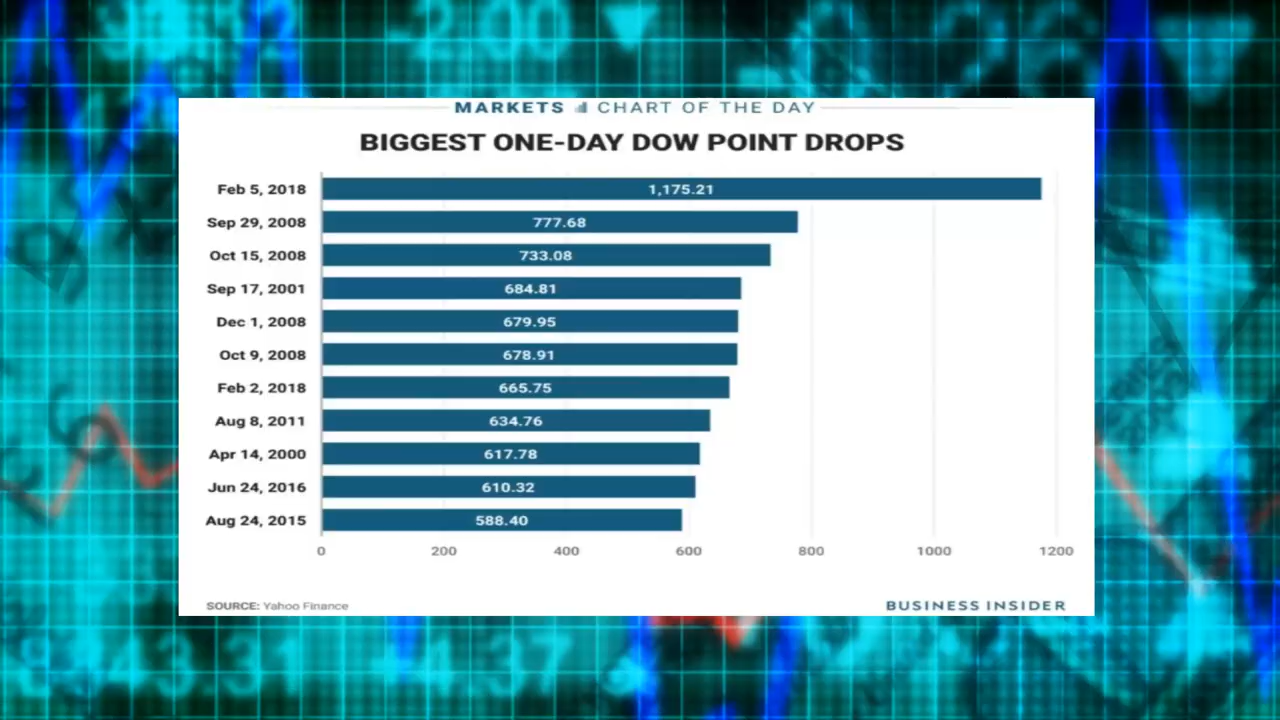 2.00
MARKETS CHART OF THE DAY
BIGGEST ONE-DAY DOW POINT DROPS
Feb 5, 2018 1,175.21
Sep 29, 2008 777.68
Oct 15, 2008 733.08
Sep 17, 2001 684.81
Dec 1, 2008 679.95
Oct 9, 2008 678.91
Feb 2, 2018 665.75
Aug 8, 2011 634.76
Apr 14, 2000 617.78
Jun 24, 2016 610.32
Aug 24, 2015 588.40
0 200 400 600 800 1000 1200
SOURCE: Yahoo Finance
BUSINESS INSIDER